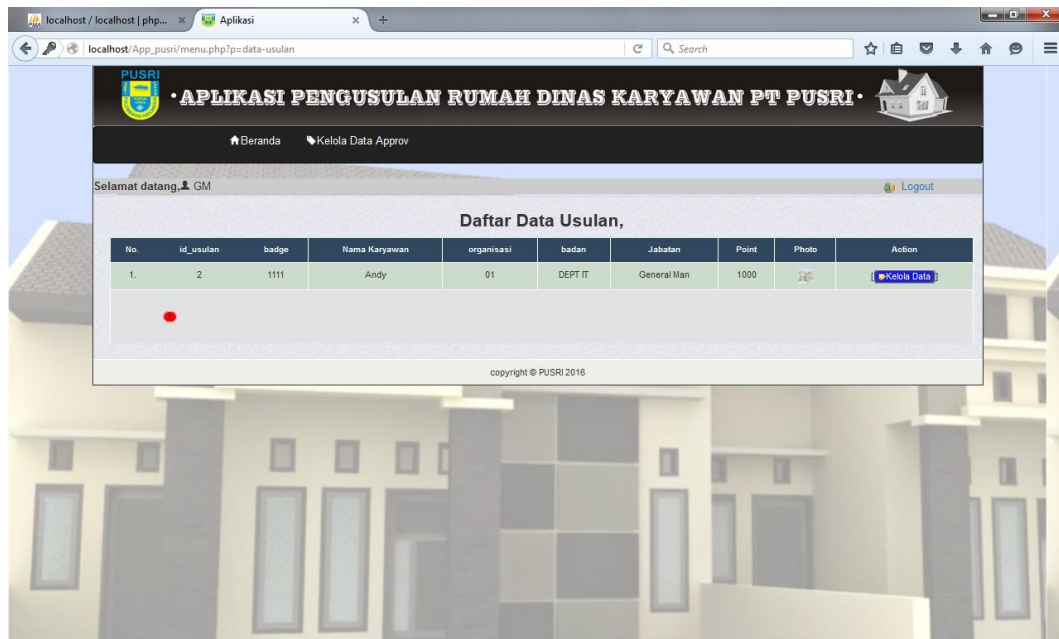 localhost / localhost | php...
Aplikasi
localhost/App_pusri/menu.php?p=data-usulan
Search
PUSRI
• APLIKASI PENGUSULAN RUMAH DINAS KARYAWAN PT PUSRI •
Beranda Kelola Data Approv
Selamat datang, GM Logout
Daftar Data Usulan,
No. id_usulan badge Nama Karyawan organisasi badan Jabatan Point Photo Action
1. 2 1111 Andy 01 DEPT IT General Man 1000 [Kelola Data]
copyright © PUSRI 2016